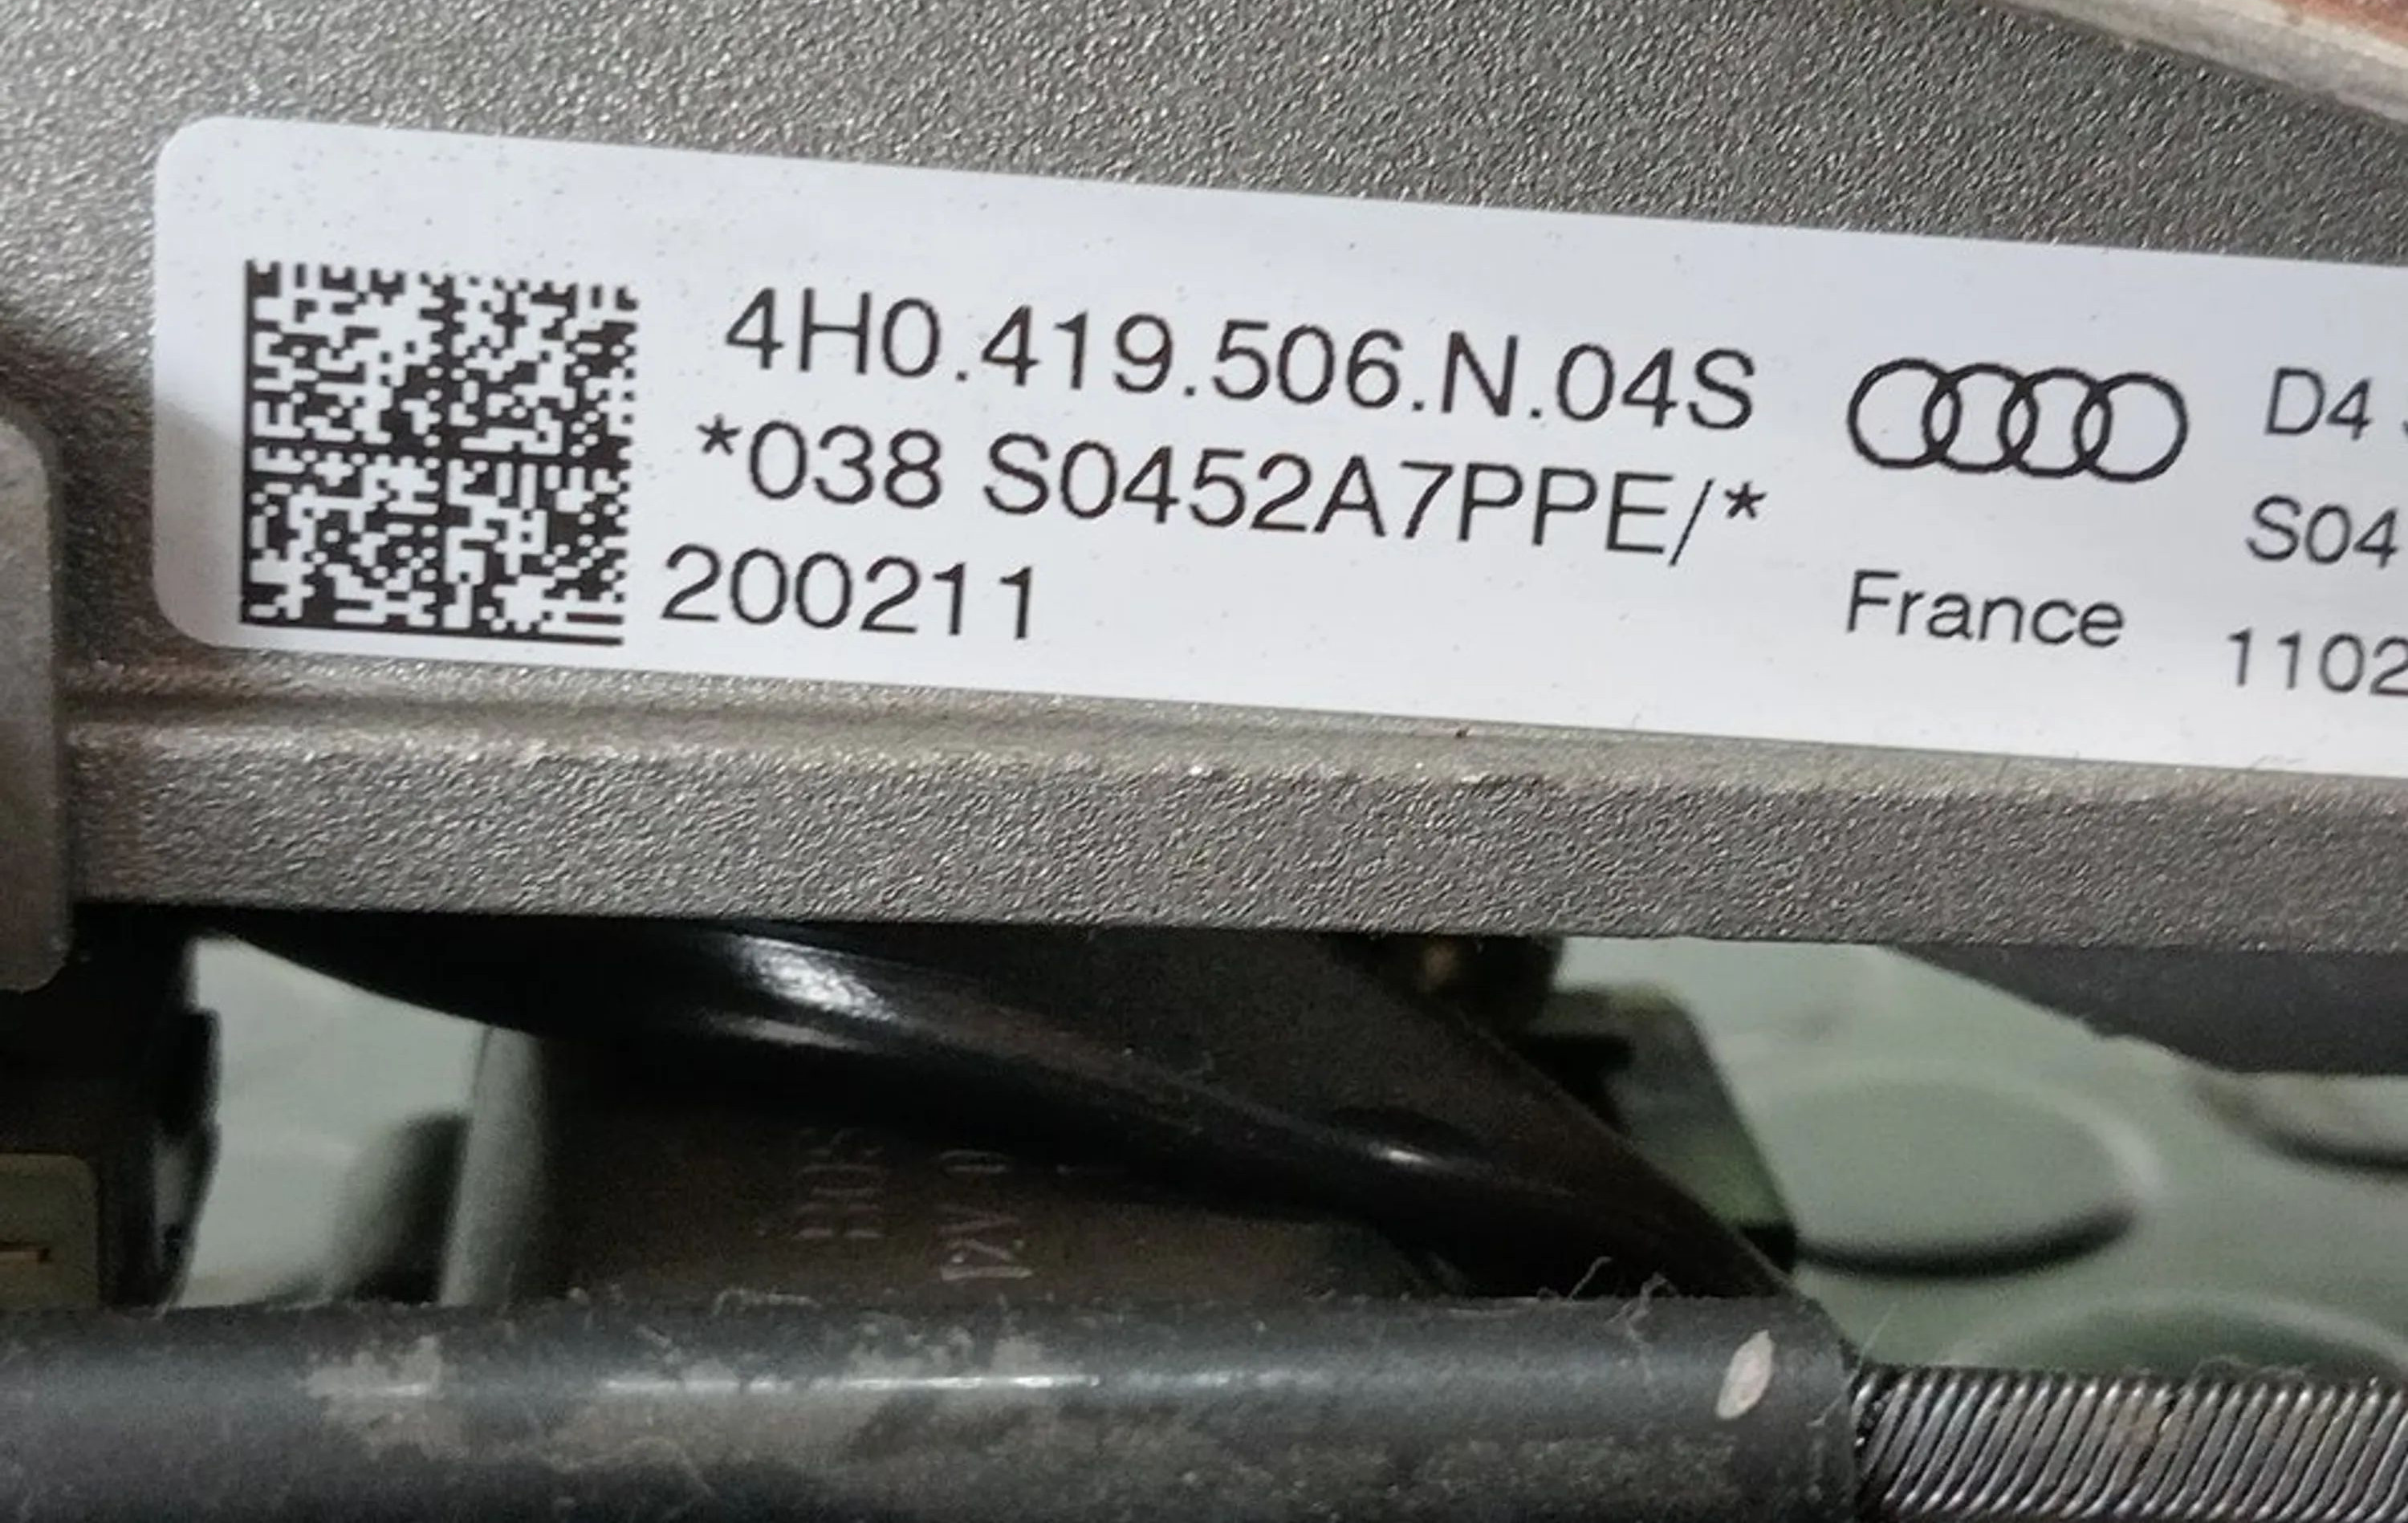 4H0.419.506.N.04S
*038 S0452A7PPE/*
200211
France
D4
S04
1102